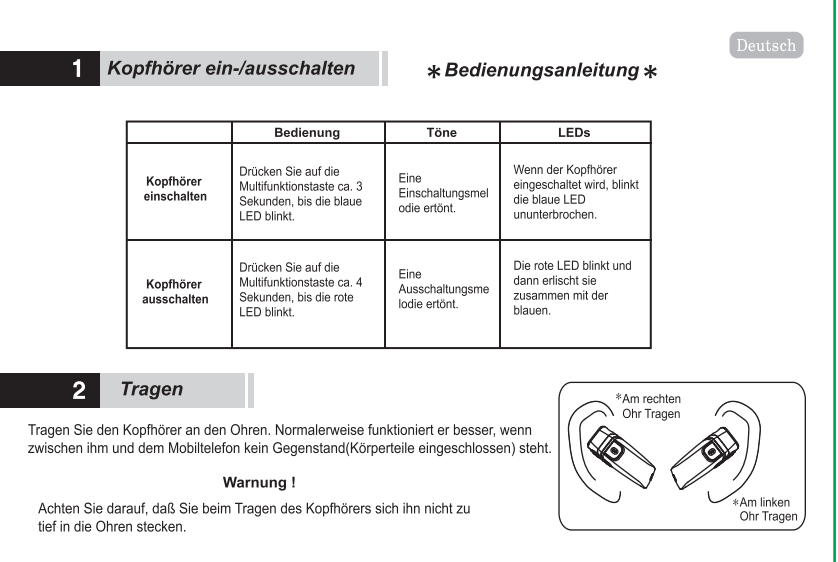 Deutsch
1 Kopfhörer ein-/ausschalten
* Bedienungsanleitung *
Bedienung Töne LEDs
Kopfhörer
einschalten
Drücken Sie auf die
Multifunktionstaste ca. 3
Sekunden, bis die blaue
LED blinkt.
Eine
Einschaltungsmel
odie ertönt.
Wenn der Kopfhörer
eingeschaltet wird, blinkt
die blaue LED
ununterbrochen.
Kopfhörer
ausschalten
Drücken Sie auf die
Multifunktionstaste ca. 4
Sekunden, bis die rote
LED blinkt.
Eine
Ausschaltungsme
lodie ertönt.
Die rote LED blinkt und
dann erlischt sie
zusammen mit der
blauen.
2 Tragen
Tragen Sie den Kopfhörer an den Ohren. Normalerweise funktioniert er besser, wenn
zwischen ihm und dem Mobiltelefon kein Gegenstand(Körperteile eingeschlossen) steht.
Warnung !
Achten Sie darauf, daß Sie beim Tragen des Kopfhörers sich ihn nicht zu
tief in die Ohren stecken.
*Am rechten
Ohr Tragen
*Am linken
Ohr Tragen